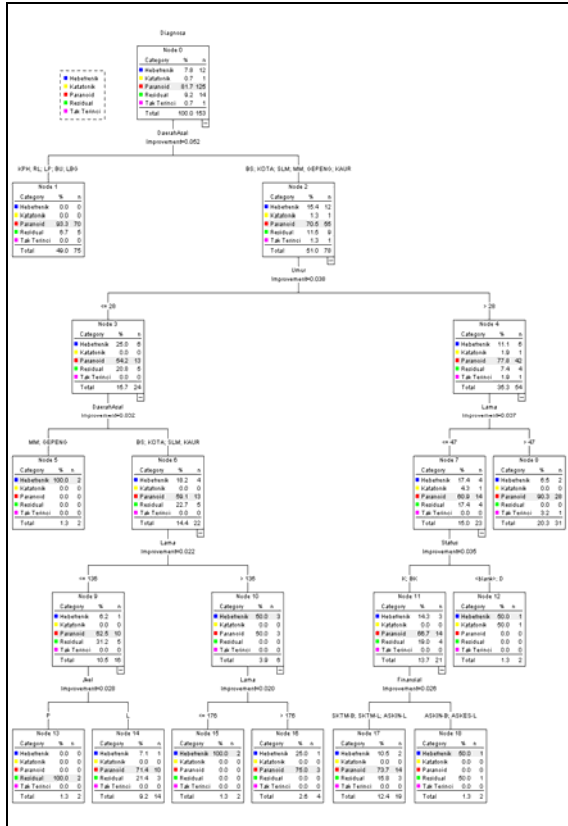 Diagnosa
Node 0
Category % n
Hebefrenik 7.8 12
Katatonik 0.7 1
Paranoid 81.7 125
Residual 9.2 14
Tak Terinci 0.7 1
Total 100.0 153
Hebefrenik
Katatonik
Paranoid
Residual
Tak Terinci
DaerahAsal
Improvement=0.052
KPH; RL; LP; BU; LBG
BS; KOTA; SLM; MM; GEPENG; KAUR
Node 1
Category % n
Hebefrenik 0.0 0
Katatonik 0.0 0
Paranoid 93.3 70
Residual 6.7 5
Tak Terinci 0.0 0
Total 49.0 75
Node 2
Category % n
Hebefrenik 15.4 12
Katatonik 1.3 1
Paranoid 70.5 55
Residual 11.5 9
Tak Terinci 1.3 1
Total 51.0 78
Umur
Improvement=0.038
<= 28
> 28
Node 3
Category % n
Hebefrenik 25.0 6
Katatonik 0.0 0
Paranoid 54.2 13
Residual 20.8 5
Tak Terinci 0.0 0
Total 15.7 24
Node 4
Category % n
Hebefrenik 11.1 6
Katatonik 1.9 1
Paranoid 77.8 42
Residual 7.4 4
Tak Terinci 1.9 1
Total 35.3 54
DaerahAsal
Improvement=0.032
Lama
Improvement=0.037
MM; GEPENG
BS; KOTA; SLM; KAUR
<= 47
> 47
Node 5
Category % n
Hebefrenik 100.0 2
Katatonik 0.0 0
Paranoid 0.0 0
Residual 0.0 0
Tak Terinci 0.0 0
Total 1.3 2
Node 6
Category % n
Hebefrenik 18.2 4
Katatonik 0.0 0
Paranoid 59.1 13
Residual 22.7 5
Tak Terinci 0.0 0
Total 14.4 22
Node 7
Category % n
Hebefrenik 17.4 4
Katatonik 4.3 1
Paranoid 60.9 14
Residual 17.4 4
Tak Terinci 0.0 0
Total 15.0 23
Node 8
Category % n
Hebefrenik 6.5 2
Katatonik 0.0 0
Paranoid 90.3 28
Residual 0.0 0
Tak Terinci 3.2 1
Total 20.3 31
Lama
Improvement=0.022
Status
Improvement=0.035
<= 136
> 136
K; BK
<blank>; D
Node 9
Category % n
Hebefrenik 6.2 1
Katatonik 0.0 0
Paranoid 62.5 10
Residual 31.2 5
Tak Terinci 0.0 0
Total 10.5 16
Node 10
Category % n
Hebefrenik 50.0 3
Katatonik 0.0 0
Paranoid 50.0 3
Residual 0.0 0
Tak Terinci 0.0 0
Total 3.9 6
Node 11
Category % n
Hebefrenik 14.3 3
Katatonik 0.0 0
Paranoid 66.7 14
Residual 19.0 4
Tak Terinci 0.0 0
Total 13.7 21
Node 12
Category % n
Hebefrenik 50.0 1
Katatonik 50.0 1
Paranoid 0.0 0
Residual 0.0 0
Tak Terinci 0.0 0
Total 1.3 2
Jkel
Improvement=0.028
Lama
Improvement=0.020
Finansial
Improvement=0.026
P
L
<= 176
> 176
SKTM-B; SKTM-L; ASKIN-L
ASKIN-B; ASKES-L
Node 13
Category % n
Hebefrenik 0.0 0
Katatonik 0.0 0
Paranoid 0.0 0
Residual 100.0 2
Tak Terinci 0.0 0
Total 1.3 2
Node 14
Category % n
Hebefrenik 7.1 1
Katatonik 0.0 0
Paranoid 71.4 10
Residual 21.4 3
Tak Terinci 0.0 0
Total 9.2 14
Node 15
Category % n
Hebefrenik 100.0 2
Katatonik 0.0 0
Paranoid 0.0 0
Residual 0.0 0
Tak Terinci 0.0 0
Total 1.3 2
Node 16
Category % n
Hebefrenik 25.0 1
Katatonik 0.0 0
Paranoid 75.0 3
Residual 0.0 0
Tak Terinci 0.0 0
Total 2.6 4
Node 17
Category % n
Hebefrenik 10.5 2
Katatonik 0.0 0
Paranoid 73.7 14
Residual 15.8 3
Tak Terinci 0.0 0
Total 12.4 19
Node 18
Category % n
Hebefrenik 50.0 1
Katatonik 0.0 0
Paranoid 0.0 0
Residual 50.0 1
Tak Terinci 0.0 0
Total 1.3 2